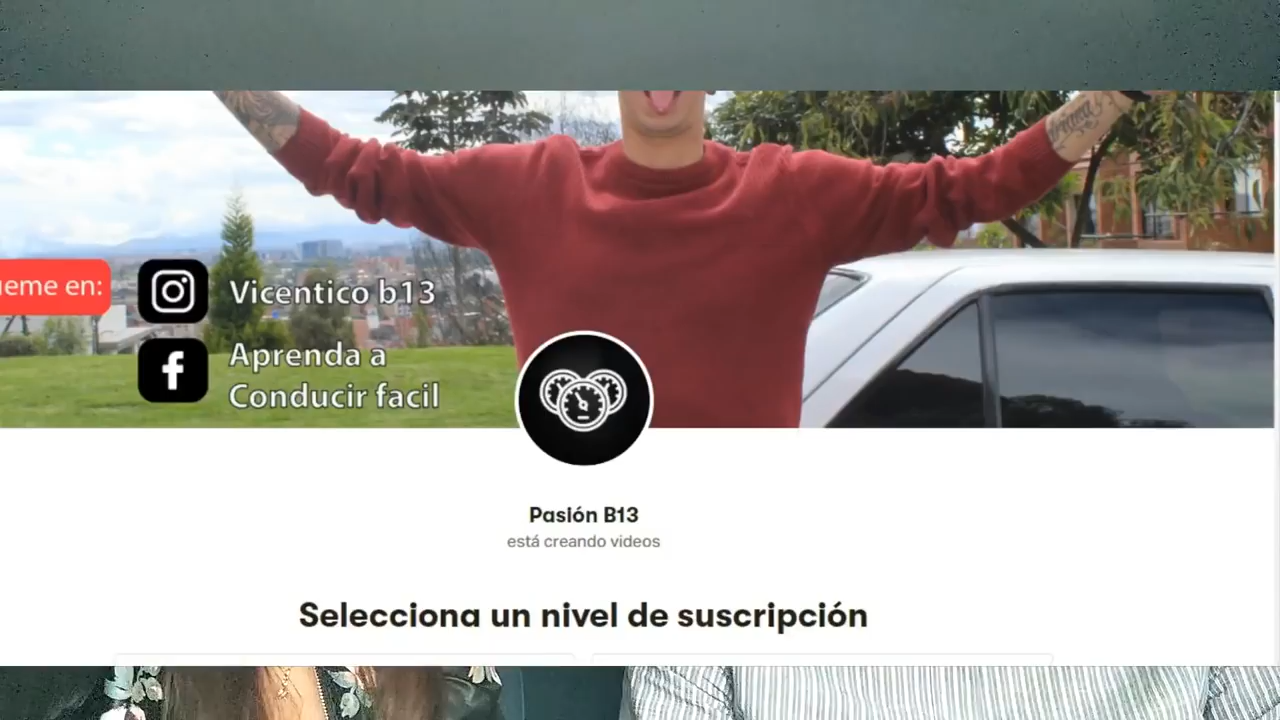 ueme en:
Vicentico b13
Aprenda a
Conducir facil
Pasión B13
está creando videos
Selecciona un nivel de suscripción